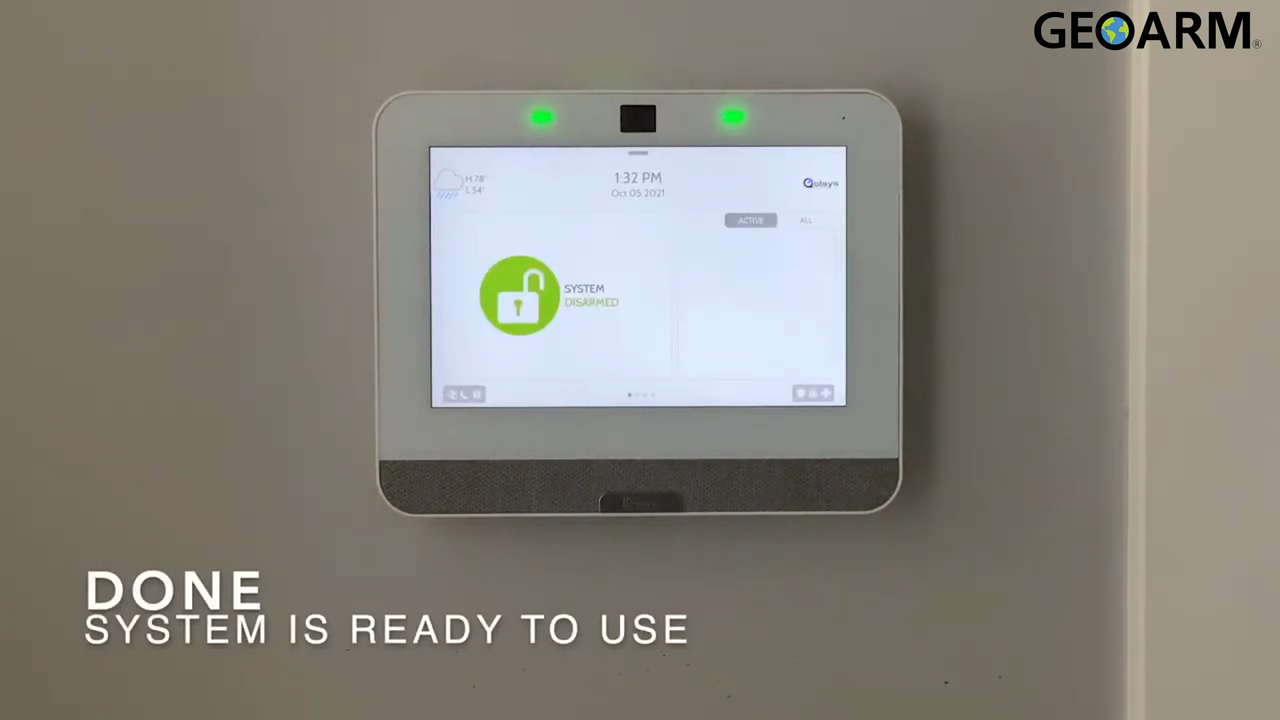 GEOARM®
H 78°
L 54°
1:32 PM
Oct 05 2021
Qolsys
ACTIVE
ALL
SYSTEM
DISARMED
DONE
SYSTEM IS READY TO USE